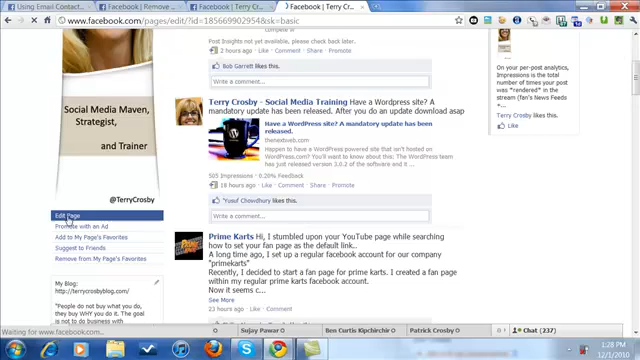 Using Email Contact...
Facebook | Remove
Facebook | Terry Cr...
Facebook | Terry Cro
www.facebook.com/pages/edit/?id=185669902954&sk=basic
Post Insights not yet available, please check back later.
2 hours ago · Like · Comment · Share · Promote
Bob Garrett likes this.
Write a comment...
Terry Crosby - Social Media Training Have a Wordpress site? A
mandatory update has been released. After you do an update download asap
Have a WordPress site? A mandatory update has been
released.
thenextweb.com
Happen to have a WordPress powered site that isn't hosted on
WordPress.com? You'll want to know about this: The WordPress team
has just released version 3.0.2 of the software and it ...
505 Impressions · 0.20% Feedback
18 hours ago · Like · Comment · Share · Promote
'Yusuf Chowdhury likes this.
Write a comment...
Prime Karts Hi, I stumbled upon your YouTube page while searching
how to set your fan page as the default link..
A long time ago, I set up a regular facebook account for our company
"primekarts"
Recently, I decided to start a fan page for prime karts. I created a fan page
within my regular prime karts facebook account.
Now it seems c...
See More
23 hours ago · Like · Comment
On your per-post analytics,
Impressions is the total
number of times your post
was "rendered" in the
stream (fan's News Feeds
+...
Terry Crosby likes this.
Like
Social Media Maven,
Strategist,
and Trainer
@TerryCrosby
Edit Page
Promote with an Ad
Add to My Page's Favorites
Suggest to Friends
Remove from My Page's Favorites
My Blog:
http://terrycrosbyblog.com/
"People do not buy what you do,
they buy WHY you do it. The goal
is not to do business with
Waiting for www.facebook.com...
Sujay Pawar
Ben Curtis Kipchirchir
Patrick Crosby
Chat (237)
1:28 PM
12/1/2010